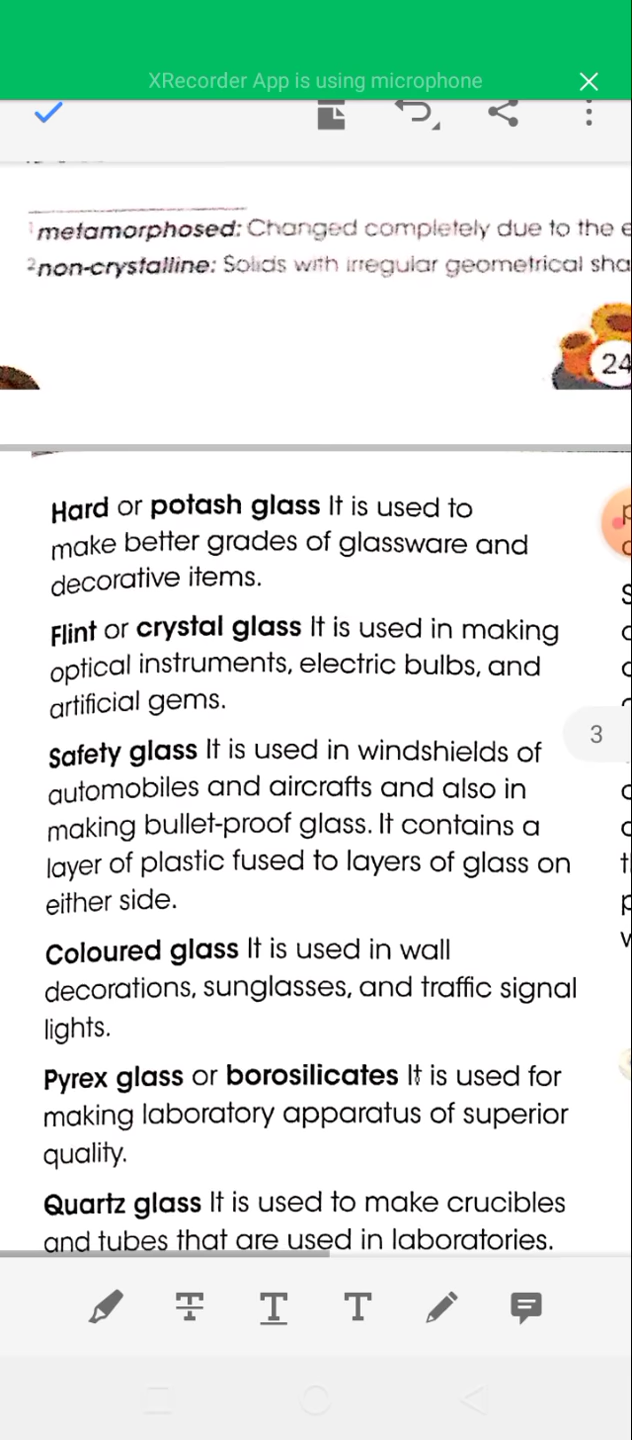 XRecorder App is using microphone
¹metamorphosed: Changed completely due to the e
²non-crystalline: Solids with irregular geometrical sha
24
Hard or potash glass It is used to
make better grades of glassware and
decorative items.
Flint or crystal glass It is used in making
optical instruments, electric bulbs, and
artificial gems.
3
Safety glass It is used in windshields of
automobiles and aircrafts and also in
making bullet-proof glass. It contains a
layer of plastic fused to layers of glass on
either side.
Coloured glass It is used in wall
decorations, sunglasses, and traffic signal
lights.
Pyrex glass or borosilicates It is used for
making laboratory apparatus of superior
quality.
Quartz glass It is used to make crucibles
and tubes that are used in laboratories.